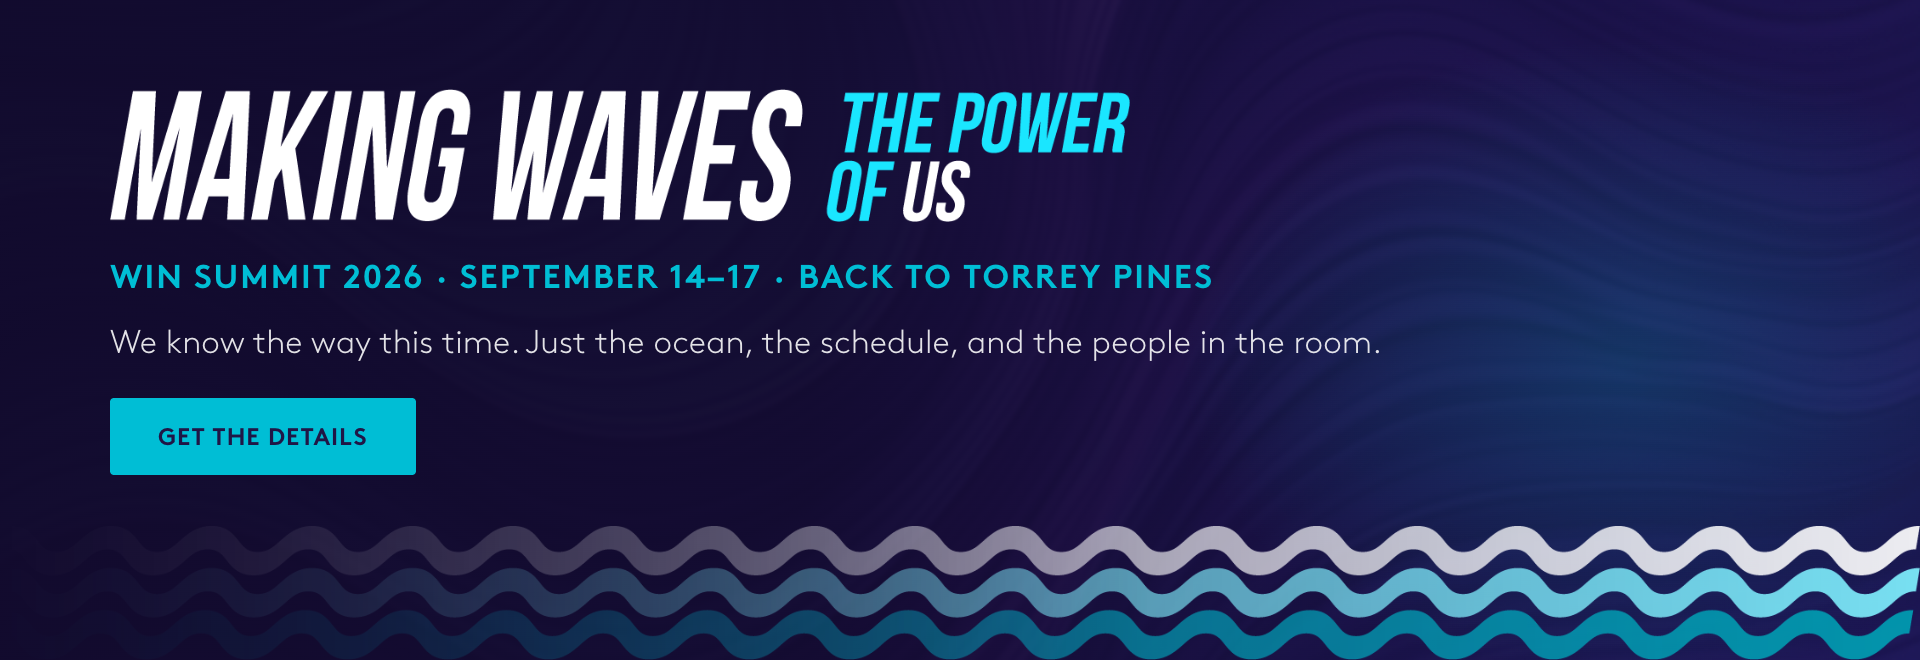 MAKING WAVES
THE POWER
OF US
WIN SUMMIT 2026 · SEPTEMBER 14–17 · BACK TO TORREY PINES
We know the way this time. Just the ocean, the schedule, and the people in the room.
GET THE DETAILS